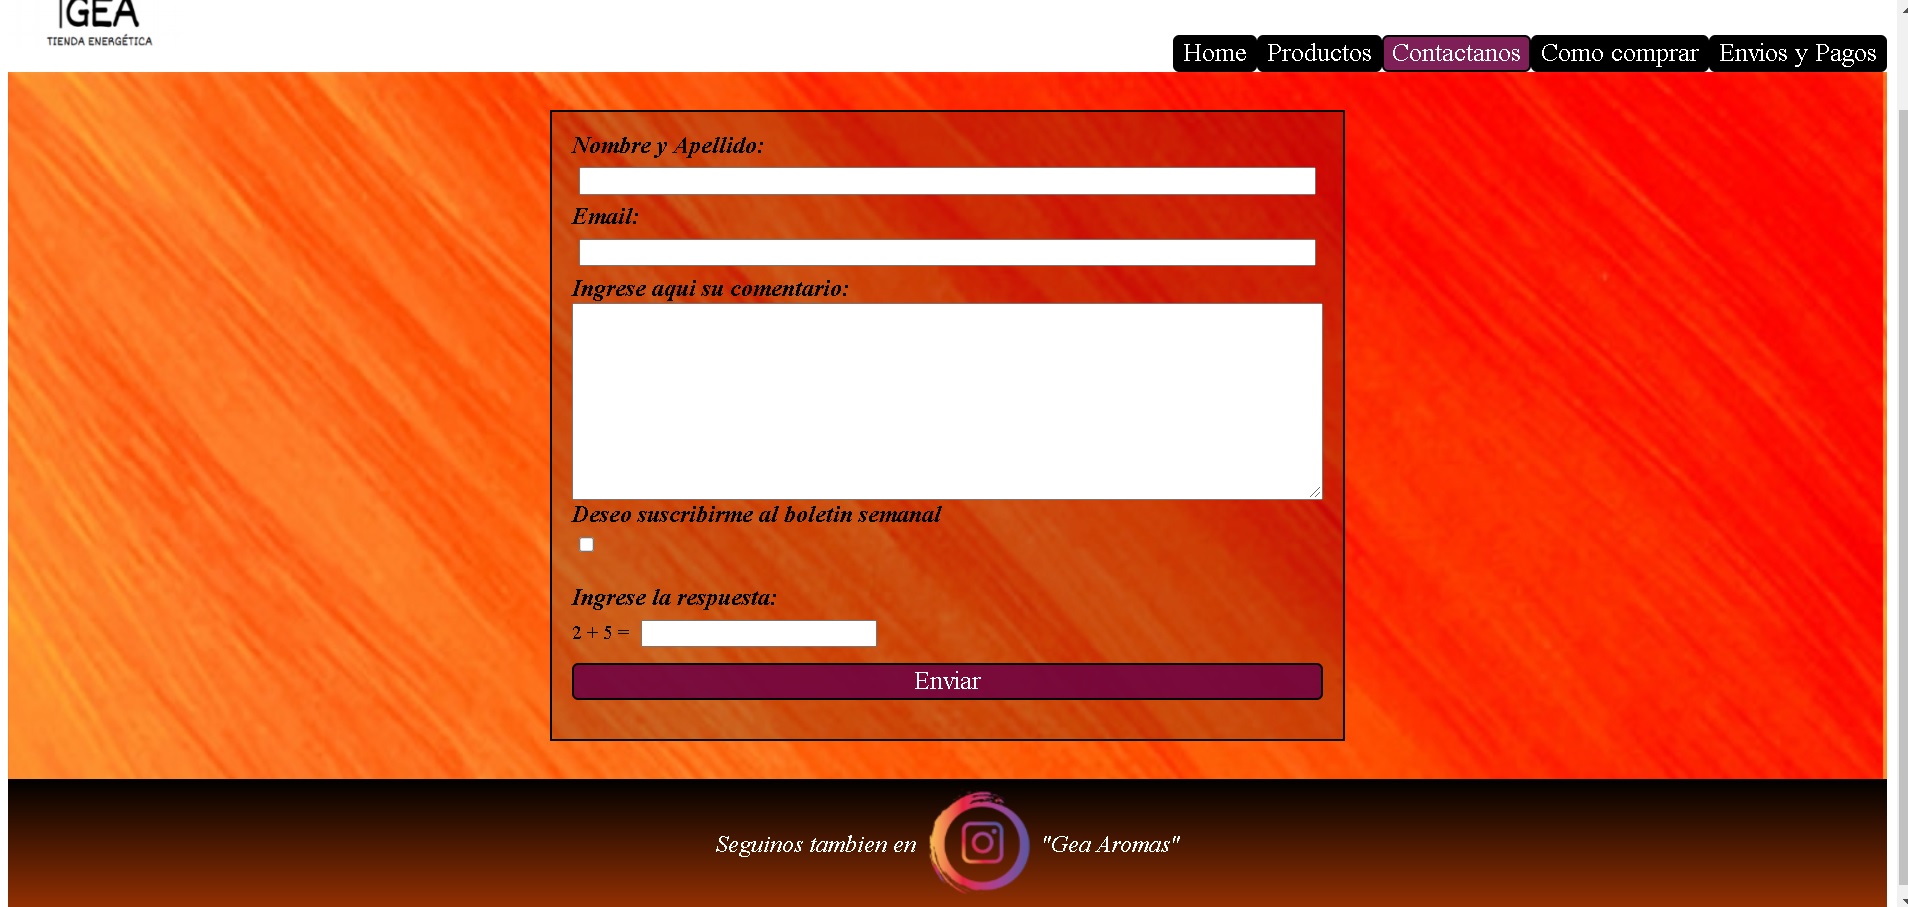 GEA
TIENDA ENERGÉTICA
Home Productos Contactanos Como comprar Envios y Pagos
Nombre y Apellido:
Email:
Ingrese aqui su comentario:
Deseo suscribirme al boletin semanal
Ingrese la respuesta:
2 + 5 =
Enviar
Seguinos tambien en "Gea Aromas"